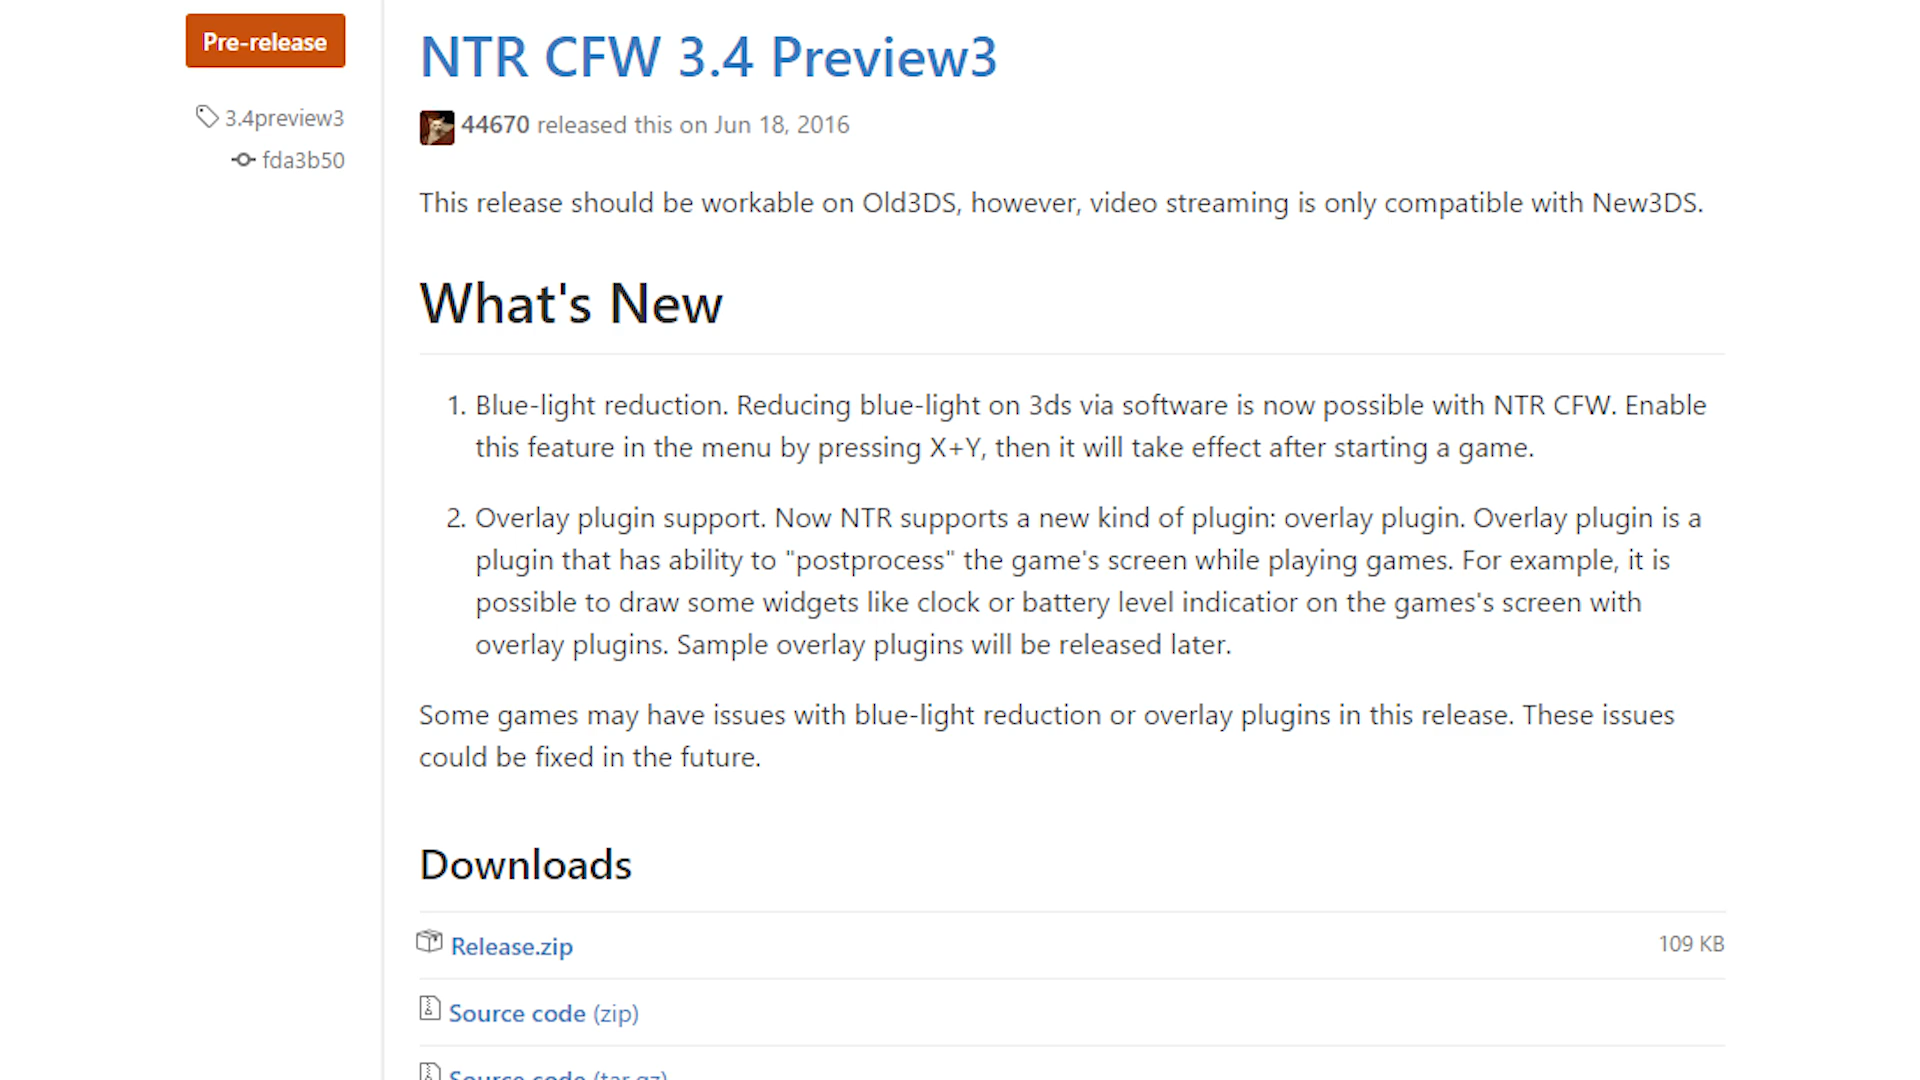 Pre-release
3.4preview3
fda3b50
NTR CFW 3.4 Preview3
44670 released this on Jun 18, 2016
This release should be workable on Old3DS, however, video streaming is only compatible with New3DS.
What's New
1. Blue-light reduction. Reducing blue-light on 3ds via software is now possible with NTR CFW. Enable
this feature in the menu by pressing X+Y, then it will take effect after starting a game.
2. Overlay plugin support. Now NTR supports a new kind of plugin: overlay plugin. Overlay plugin is a
plugin that has ability to "postprocess" the game's screen while playing games. For example, it is
possible to draw some widgets like clock or battery level indicatior on the games's screen with
overlay plugins. Sample overlay plugins will be released later.
Some games may have issues with blue-light reduction or overlay plugins in this release. These issues
could be fixed in the future.
Downloads
Release.zip 109 KB
Source code (zip)
Source code (tar.gz)